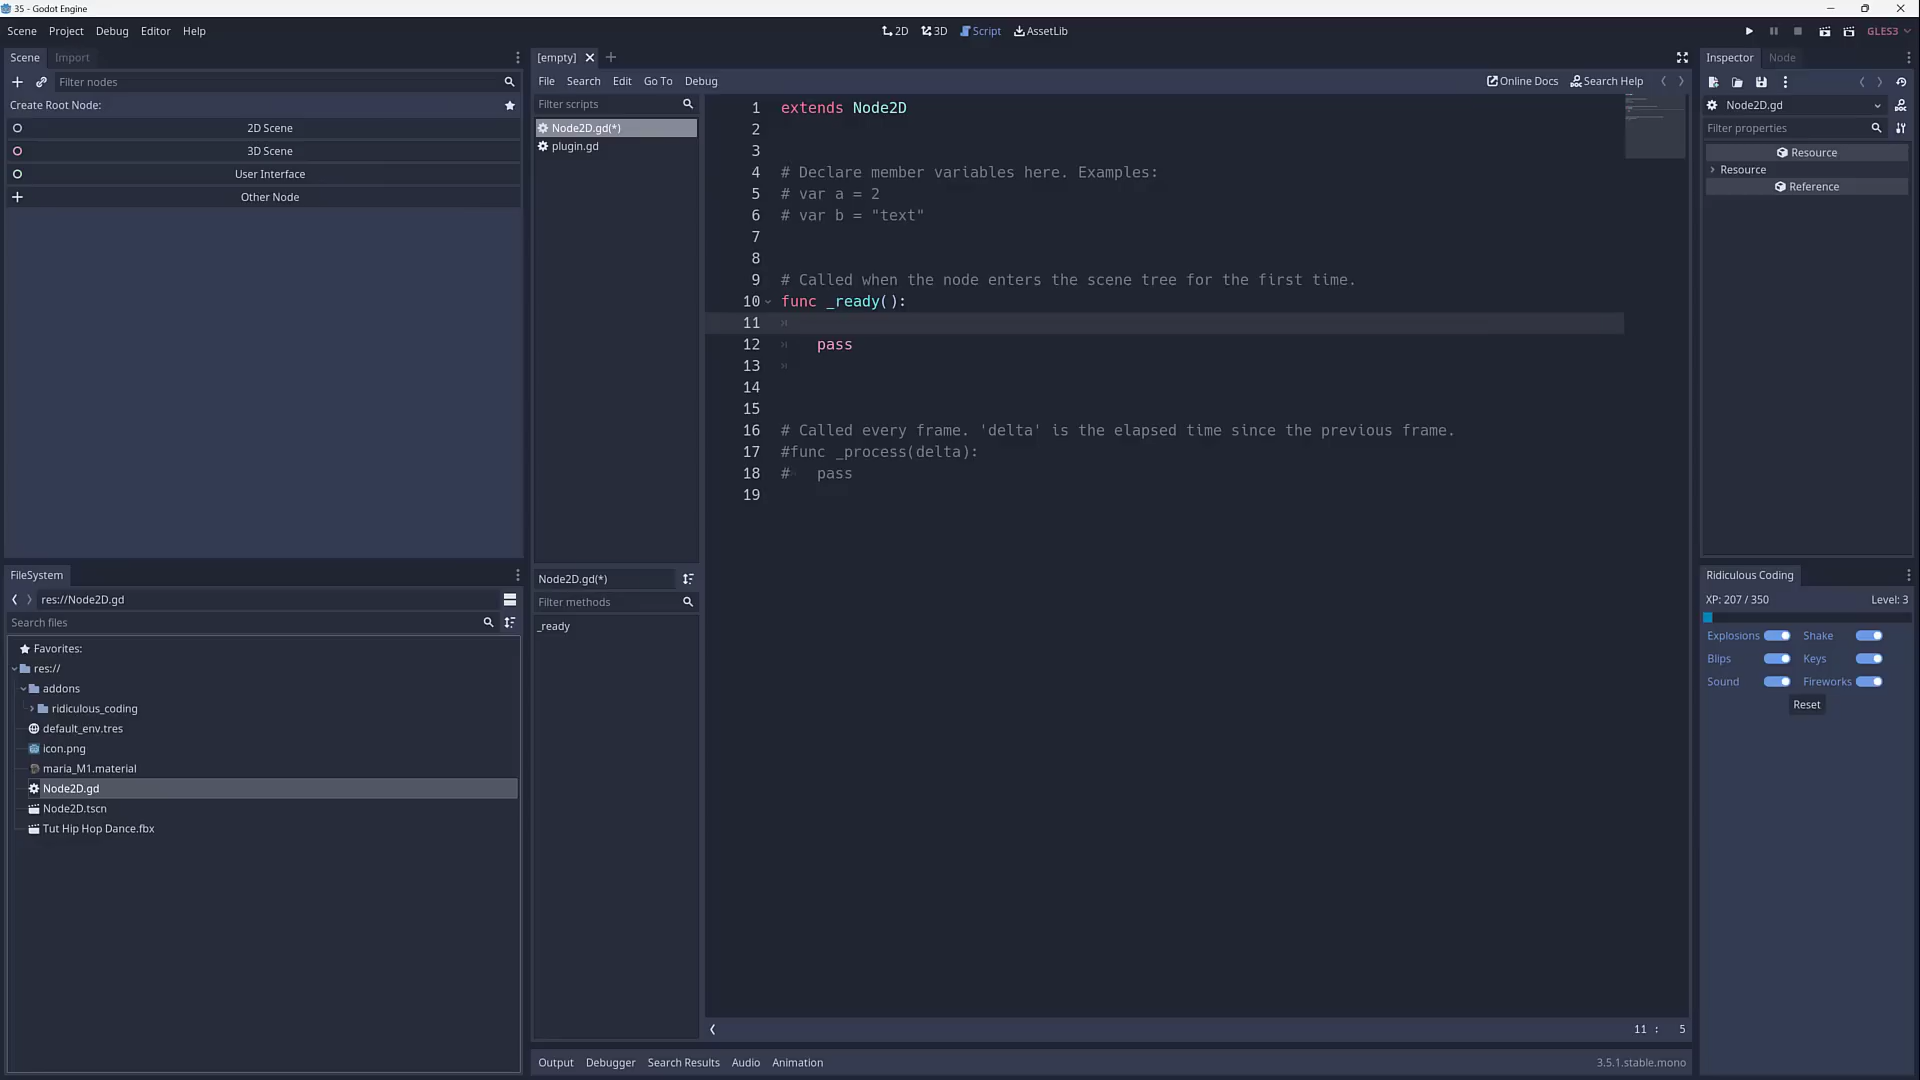 35 - Godot Engine
Scene Project Debug Editor Help
2D 3D Script AssetLib
GLES3
Scene Import
Filter nodes
Create Root Node:
2D Scene
3D Scene
User Interface
Other Node
FileSystem
res://Node2D.gd
Search files
Favorites:
res://
addons
ridiculous_coding
default_env.tres
icon.png
maria_M1.material
Node2D.gd
Node2D.tscn
Tut Hip Hop Dance.fbx
[empty]
File Search Edit Go To Debug
Online Docs Search Help
Filter scripts
Node2D.gd(*)
plugin.gd
Node2D.gd(*)
Filter methods
_ready
1 extends Node2D
2
3
4 # Declare member variables here. Examples:
5 # var a = 2
6 # var b = "text"
7
8
9 # Called when the node enters the scene tree for the first time.
10 func _ready():
11
12 pass
13
14
15
16 # Called every frame. 'delta' is the elapsed time since the previous frame.
17 #func _process(delta):
18 # pass
19
11 : 5
Output Debugger Search Results Audio Animation
3.5.1.stable.mono
Inspector Node
Node2D.gd
Filter properties
Resource
Resource
Reference
Ridiculous Coding
XP: 207 / 350 Level: 3
Explosions Shake
Blips Keys
Sound Fireworks
Reset